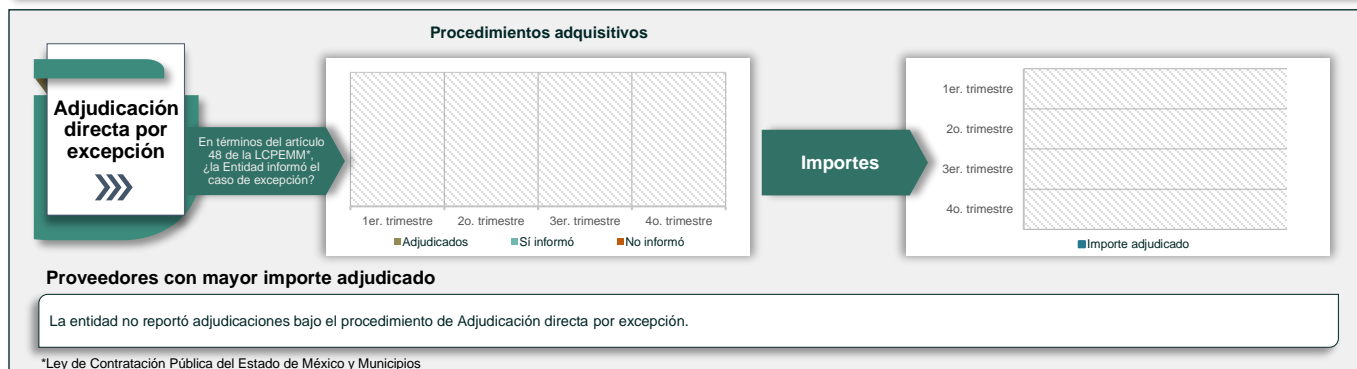 Procedimientos adquisitivos
Adjudicación
directa por
excepción
En términos del artículo
48 de la LCPEMM*,
¿la Entidad informó el
caso de excepción?
1er. trimestre
2o. trimestre
3er. trimestre
4o. trimestre
Adjudicados
Sí informó
No informó
Importes
1er. trimestre
2o. trimestre
3er. trimestre
4o. trimestre
Importe adjudicado
Proveedores con mayor importe adjudicado
La entidad no reportó adjudicaciones bajo el procedimiento de Adjudicación directa por excepción.
*Ley de Contratación Pública del Estado de México y Municipios